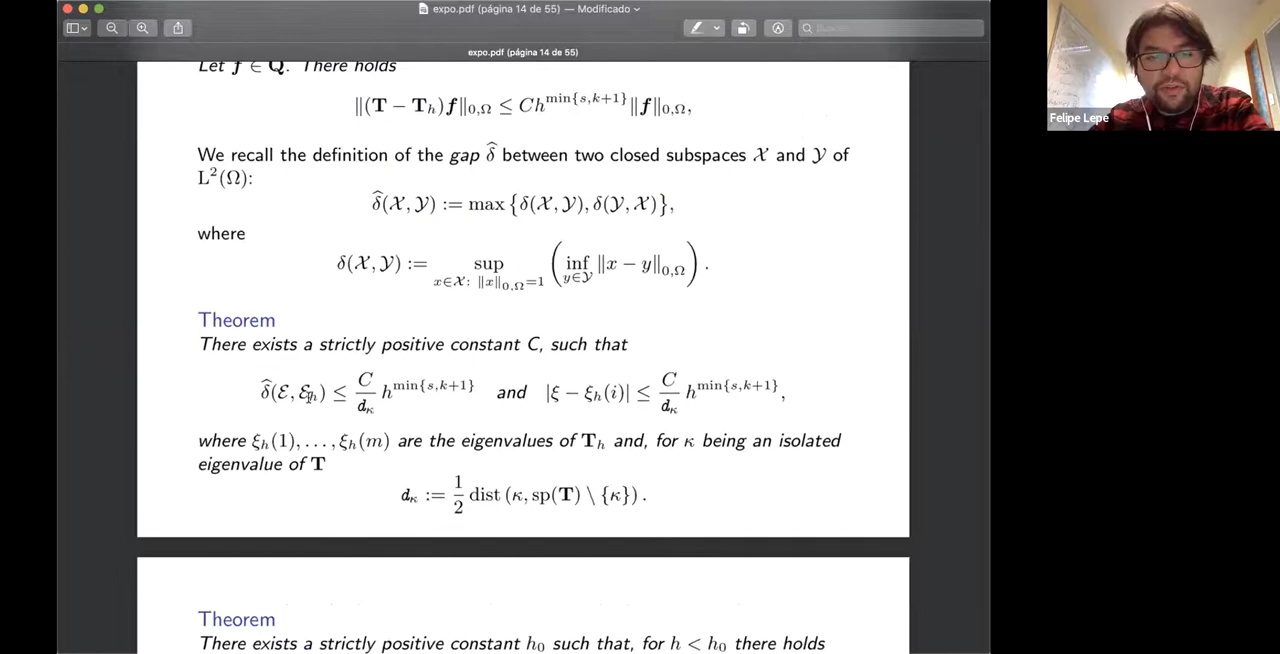 expo.pdf (página 14 de 55) — Modificado
Buscar
expo.pdf (página 14 de 55)
Let f ∈ Q. There holds
‖(T − T_h)f‖_{0,Ω} ≤ Ch^{min{s,k+1}}‖f‖_{0,Ω},
We recall the definition of the gap δ̂ between two closed subspaces 𝒳 and 𝒴 of
L²(Ω):
δ̂(𝒳, 𝒴) := max {δ(𝒳, 𝒴), δ(𝒴, 𝒳)},
where
δ(𝒳, 𝒴) := sup_{x∈𝒳: ‖x‖_{0,Ω}=1} ( inf_{y∈𝒴} ‖x − y‖_{0,Ω} ) .
Theorem
There exists a strictly positive constant C, such that
δ̂(ℰ, ℰ_h) ≤ C/d_κ h^{min{s,k+1}} and |ξ − ξ_h(i)| ≤ C/d_κ h^{min{s,k+1}},
where ξ_h(1), . . . , ξ_h(m) are the eigenvalues of T_h and, for κ being an isolated
eigenvalue of T
d_κ := 1/2 dist (κ, sp(T) \ {κ}) .
Theorem
There exists a strictly positive constant h_0 such that, for h < h_0 there holds
Felipe Lepe